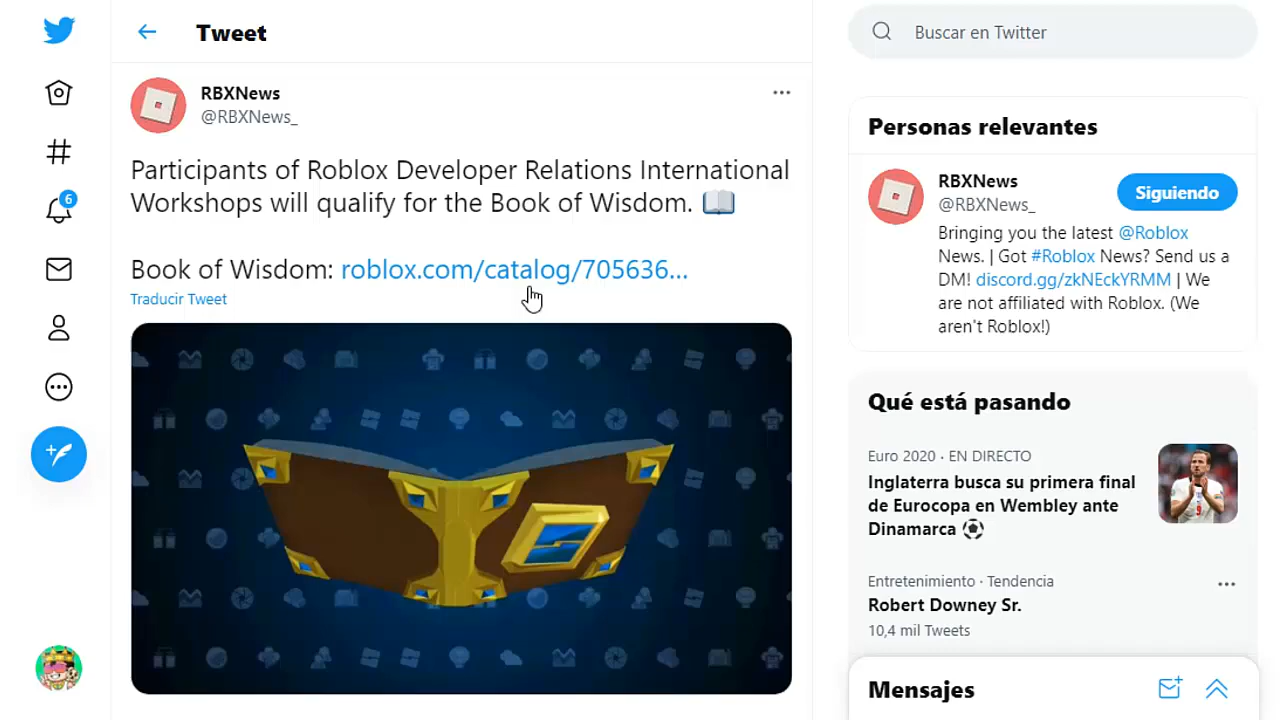 Tweet
RBXNews
@RBXNews_
Participants of Roblox Developer Relations International
Workshops will qualify for the Book of Wisdom. 📖
Book of Wisdom: roblox.com/catalog/705636...
Traducir Tweet
6
Buscar en Twitter
Personas relevantes
RBXNews
@RBXNews_
Siguiendo
Bringing you the latest @Roblox
News. | Got #Roblox News? Send us a
DM! discord.gg/zkNEckYRMM | We
are not affiliated with Roblox. (We
aren't Roblox!)
Qué está pasando
Euro 2020 · EN DIRECTO
Inglaterra busca su primera final
de Eurocopa en Wembley ante
Dinamarca ⚽
Entretenimiento · Tendencia
Robert Downey Sr.
10,4 mil Tweets
Mensajes